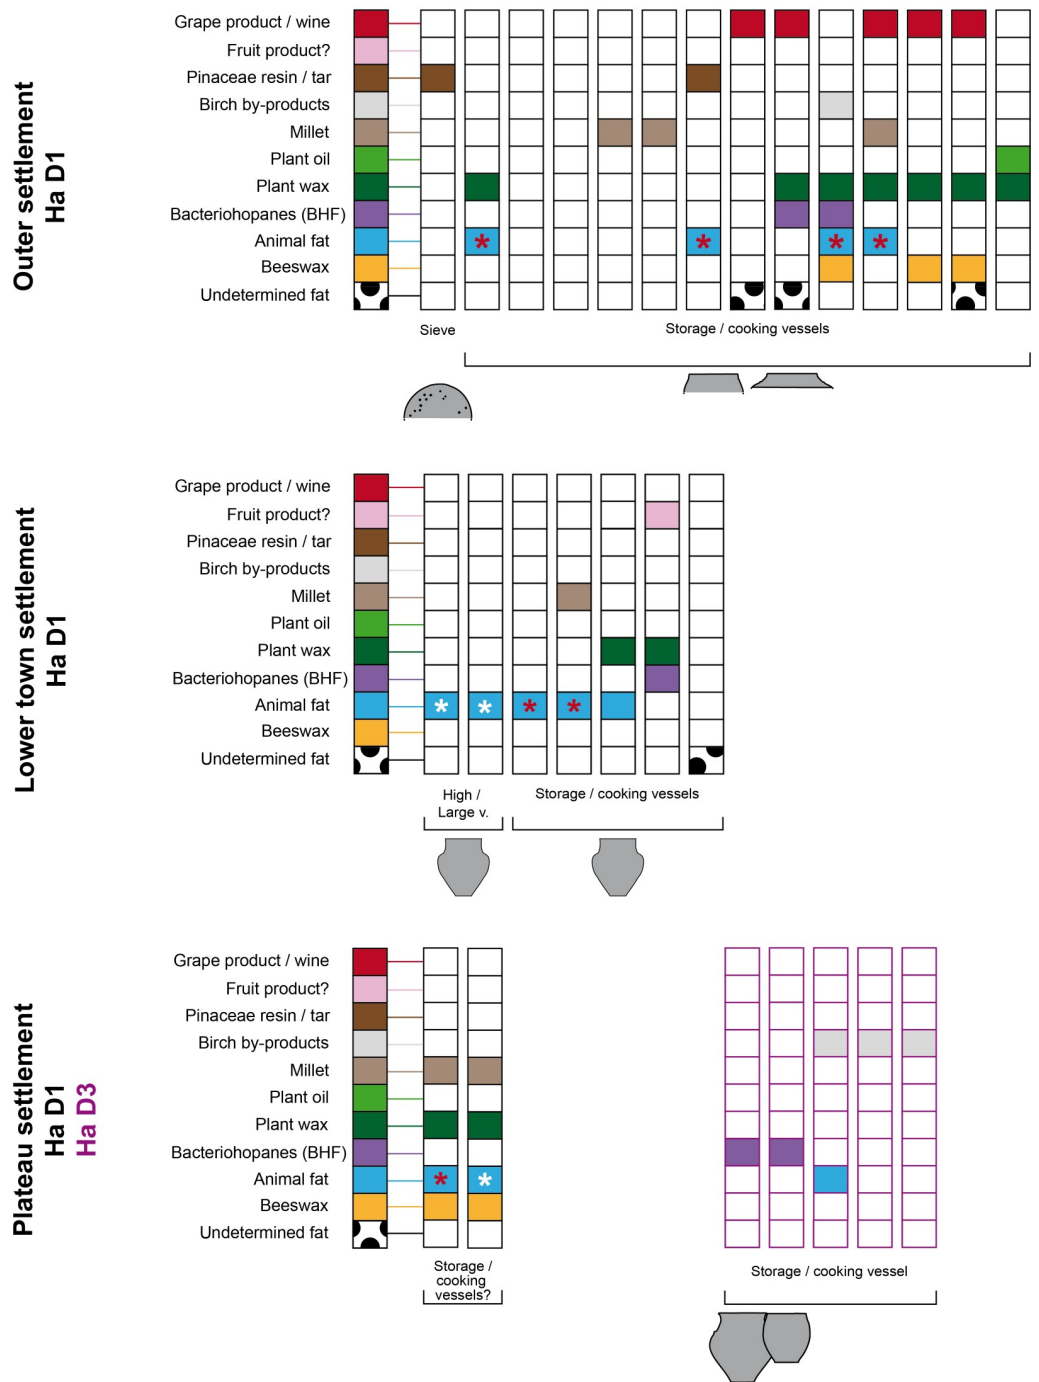 Outer settlement
Ha D1
Grape product / wine
Fruit product?
Pinaceae resin / tar
Birch by-products
Millet
Plant oil
Plant wax
Bacteriohopanes (BHF)
Animal fat
* * * *
Beeswax
Undetermined fat
Sieve
Storage / cooking vessels
Lower town settlement
Ha D1
Grape product / wine
Fruit product?
Pinaceae resin / tar
Birch by-products
Millet
Plant oil
Plant wax
Bacteriohopanes (BHF)
Animal fat
* * * *
Beeswax
Undetermined fat
High /
Large v.
Storage / cooking vessels
Plateau settlement
Ha D1
Ha D3
Grape product / wine
Fruit product?
Pinaceae resin / tar
Birch by-products
Millet
Plant oil
Plant wax
Bacteriohopanes (BHF)
Animal fat
* *
Beeswax
Undetermined fat
Storage /
cooking
vessels?
Storage / cooking vessel